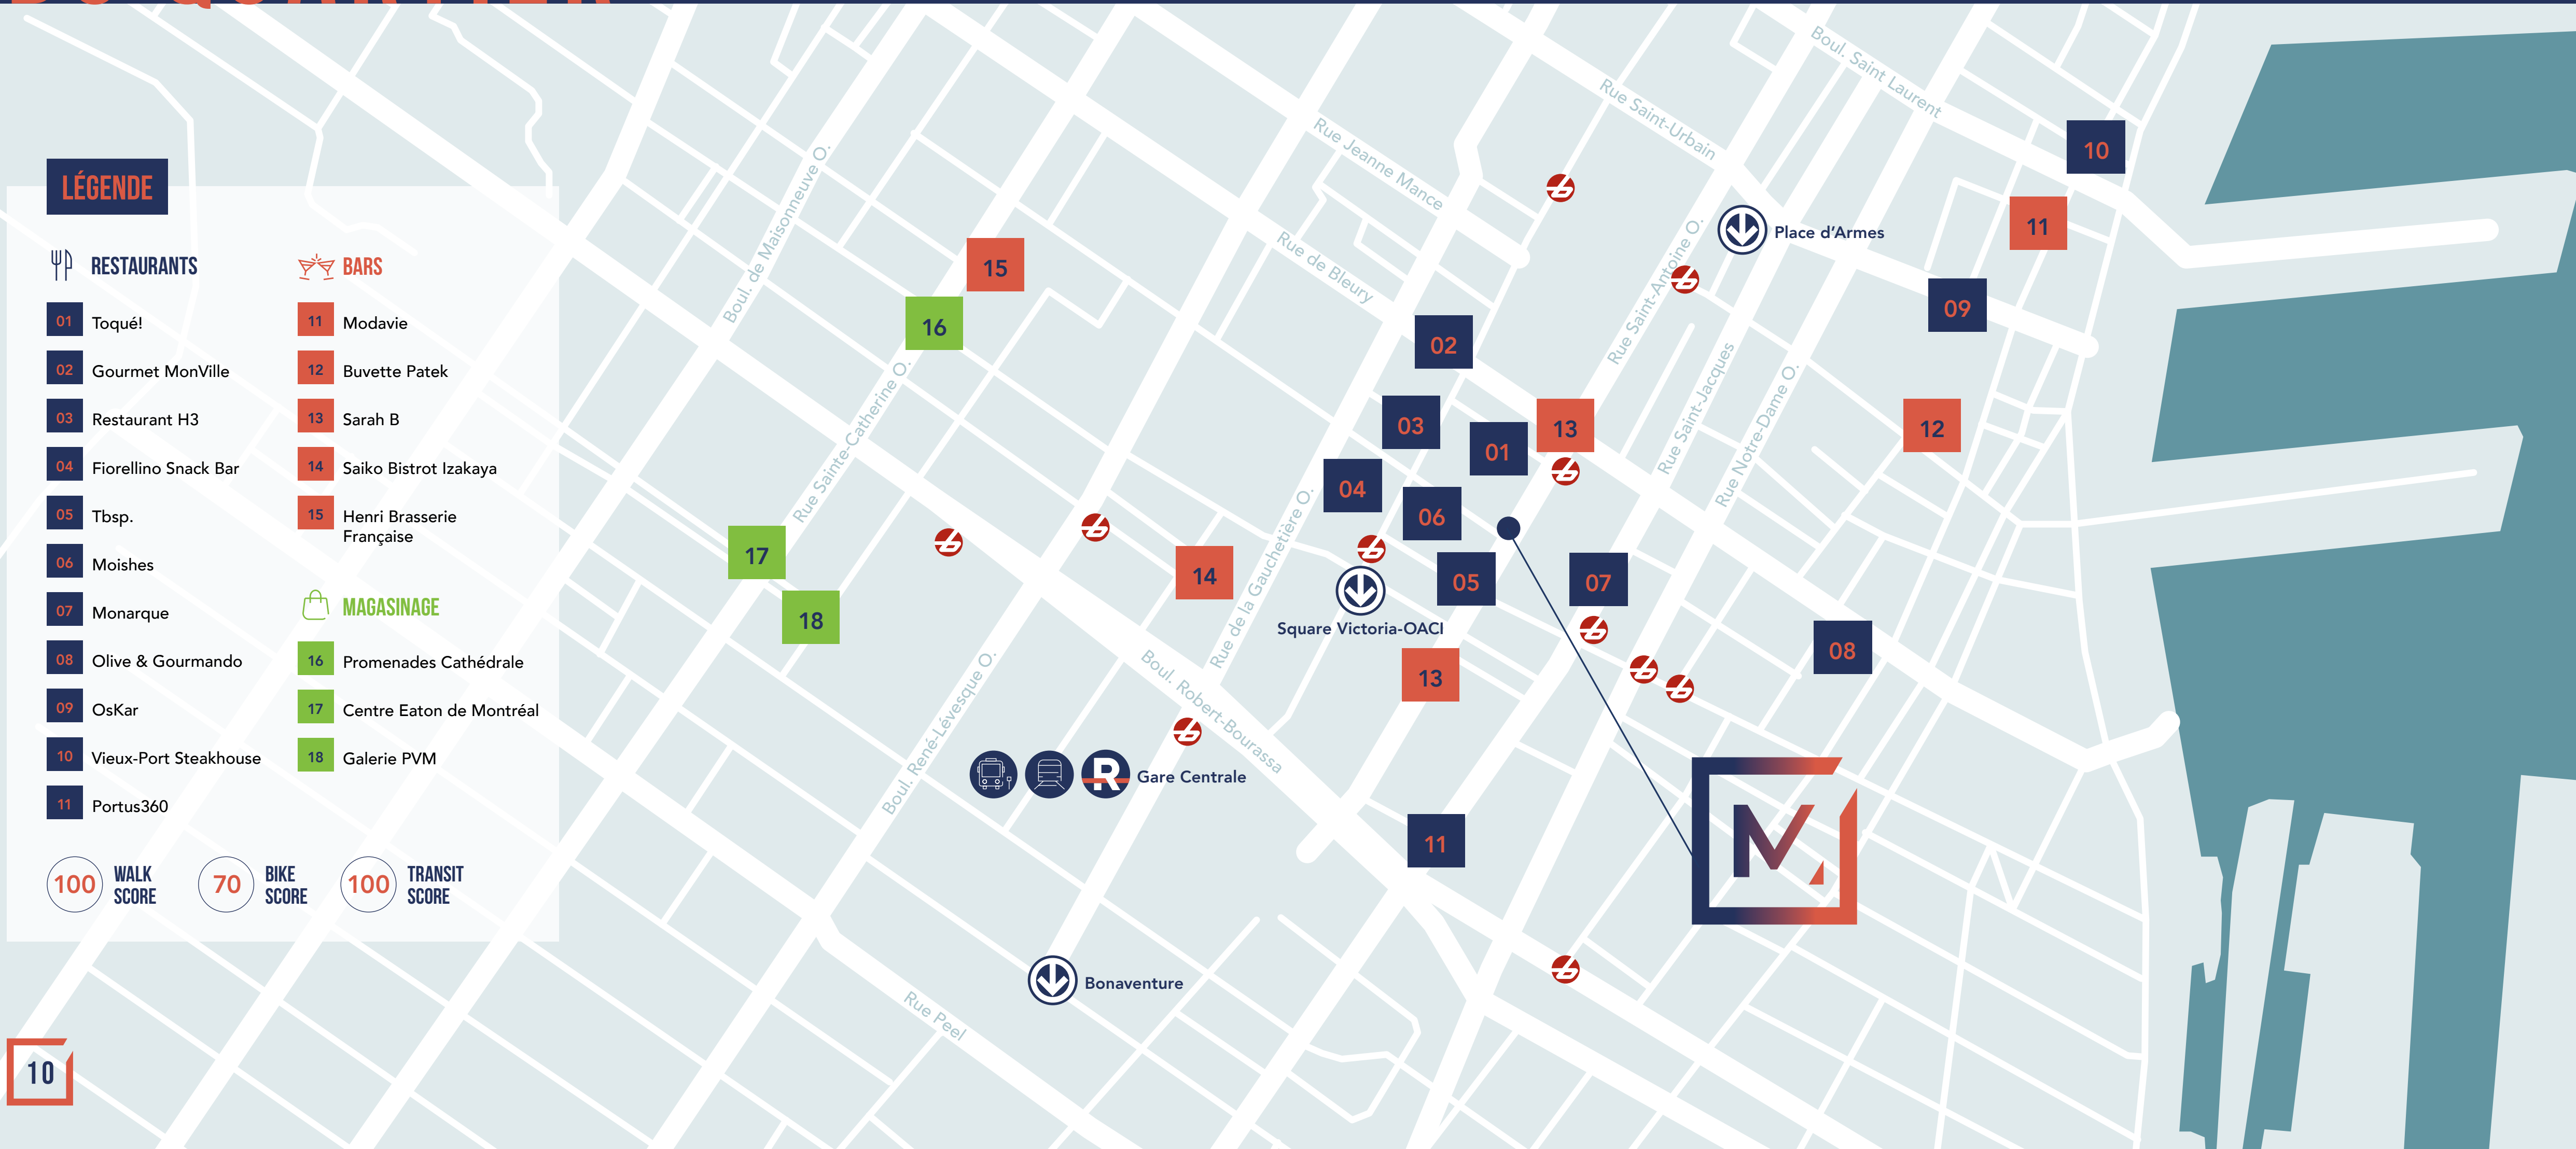 DU QUARTIER
LÉGENDE
RESTAURANTS
01 Toqué!
02 Gourmet MonVille
03 Restaurant H3
04 Fiorellino Snack Bar
05 Tbsp.
06 Moishes
07 Monarque
08 Olive & Gourmando
09 OsKar
10 Vieux-Port Steakhouse
11 Portus360
BARS
11 Modavie
12 Buvette Patek
13 Sarah B
14 Saiko Bistrot Izakaya
15 Henri Brasserie
Française
MAGASINAGE
16 Promenades Cathédrale
17 Centre Eaton de Montréal
18 Galerie PVM
100 WALK
SCORE
70 BIKE
SCORE
100 TRANSIT
SCORE
10
Boul. de Maisonneuve O.
Rue Sainte-Catherine O.
Boul. René-Lévesque O.
Rue Peel
Rue Jeanne Mance
Rue de Bleury
Rue de la Gauchetière O.
Boul. Robert-Bourassa
Rue Saint-Urbain
Rue Saint-Antoine O.
Rue Saint-Jacques
Rue Notre-Dame O.
Boul. Saint Laurent
Place d'Armes
Square Victoria-OACI
R Gare Centrale
Bonaventure
10
11
09
15
16
02
03
13
12
01
04
06
17
14
05
07
18
08
13
11
M